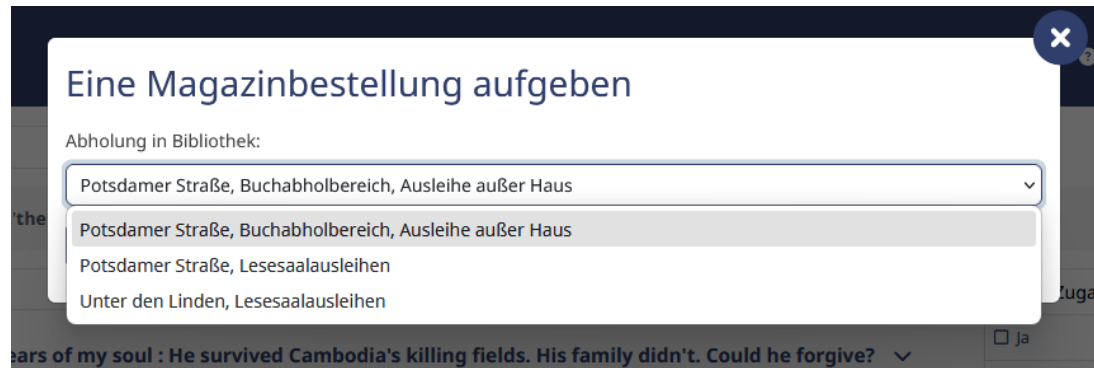 Eine Magazinbestellung aufgeben
?
Abholung in Bibliothek:
Potsdamer Straße, Buchabholbereich, Ausleihe außer Haus
Potsdamer Straße, Buchabholbereich, Ausleihe außer Haus
'the
Potsdamer Straße, Lesesaalausleihen
Unter den Linden, Lesesaalausleihen
Zuga
Ja
ears of my soul : He survived Cambodia's killing fields. His family didn't. Could he forgive?